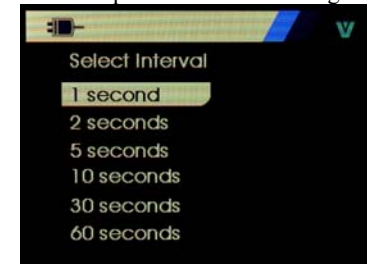 V
Select Interval
1 second
2 seconds
5 seconds
10 seconds
30 seconds
60 seconds